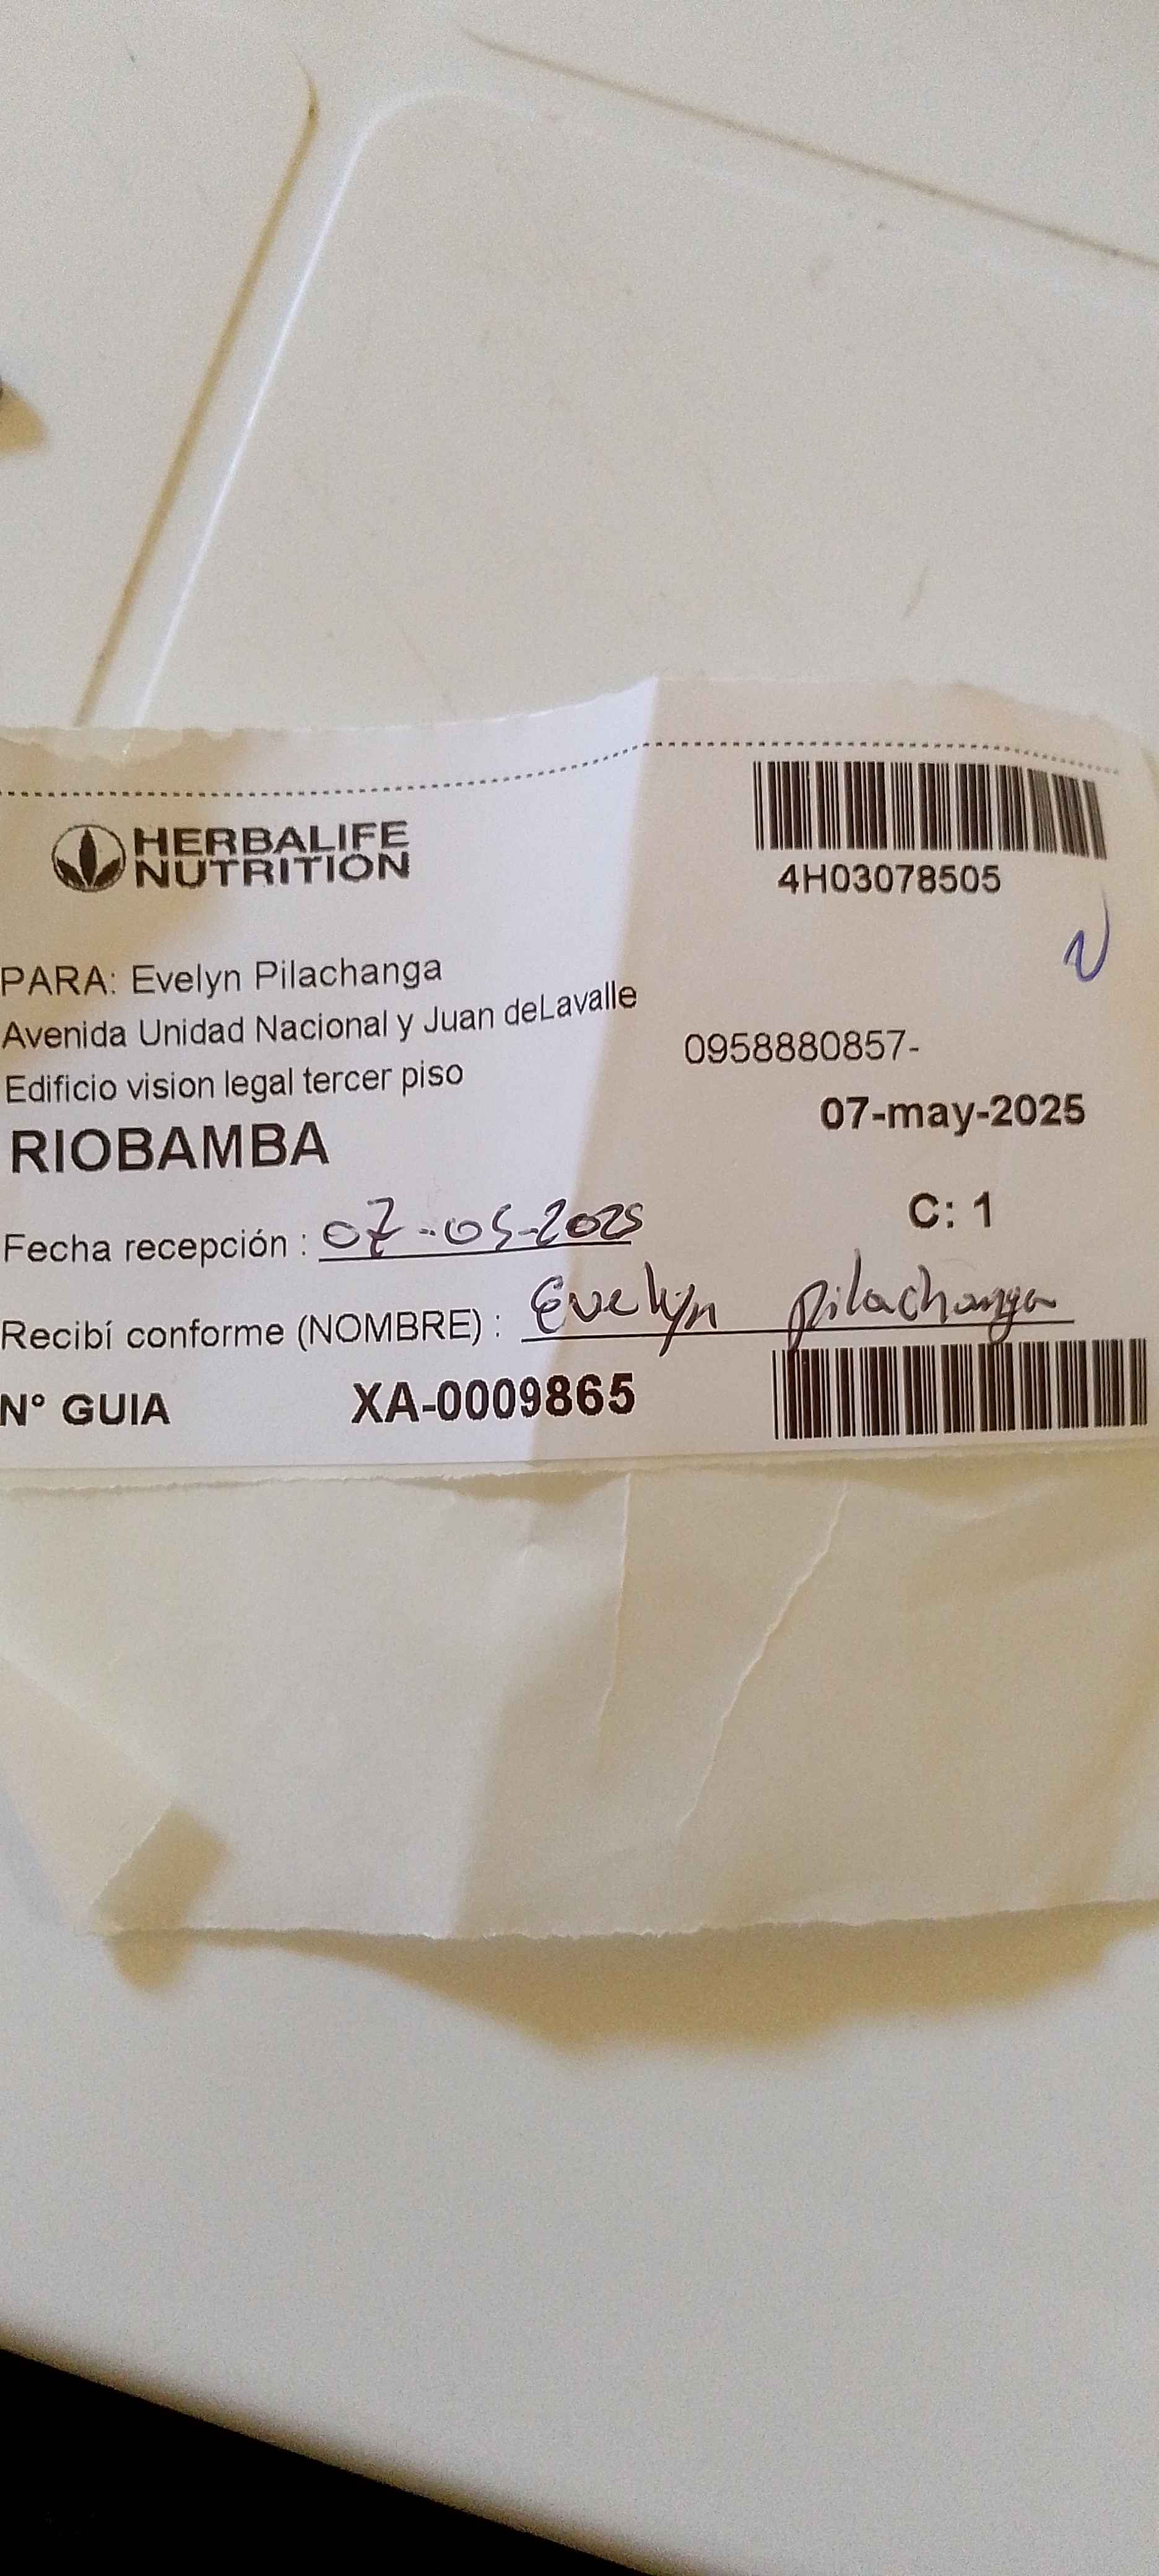 HERBALIFE
NUTRITION
4H03078505
PARA: Evelyn Pilachanga
Avenida Unidad Nacional y Juan deLavalle
0958880857-
Edificio vision legal tercer piso
07-may-2025
RIOBAMBA
C: 1
Fecha recepción : 07-05-2025
Recibí conforme (NOMBRE) : Evelyn pilachanga
N° GUIA XA-0009865